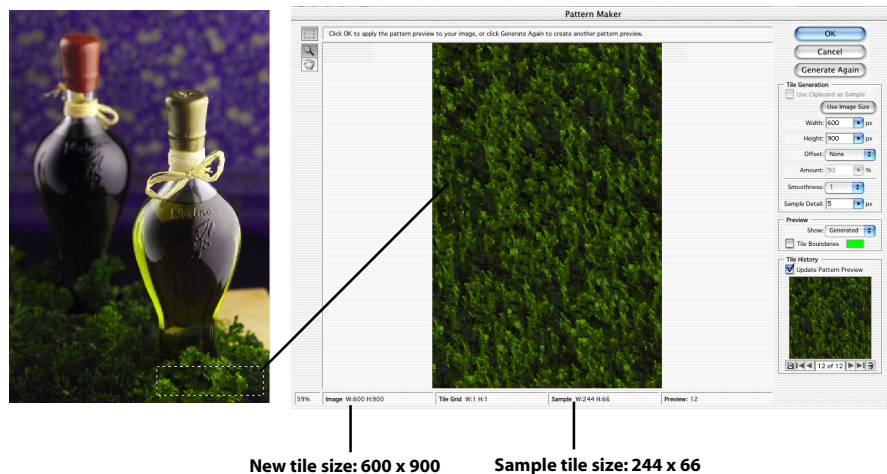 Pattern Maker
Click OK to apply the pattern preview to your image, or click Generate Again to create another pattern preview.
OK
Cancel
Generate Again
Tile Generation
Use Clipboard as Sample
Use Image Size
Width: 600 px
Height: 900 px
Offset: None
Amount: 50 %
Smoothness: 1
Sample Detail: 5 px
Preview
Show: Generated
Tile Boundaries
Tile History
Update Pattern Preview
12 of 12
Molino
59%
Image W:600 H:900
Tile Grid W:1 H:1
Sample W:244 H:66
Preview: 12
New tile size: 600 x 900
Sample tile size: 244 x 66